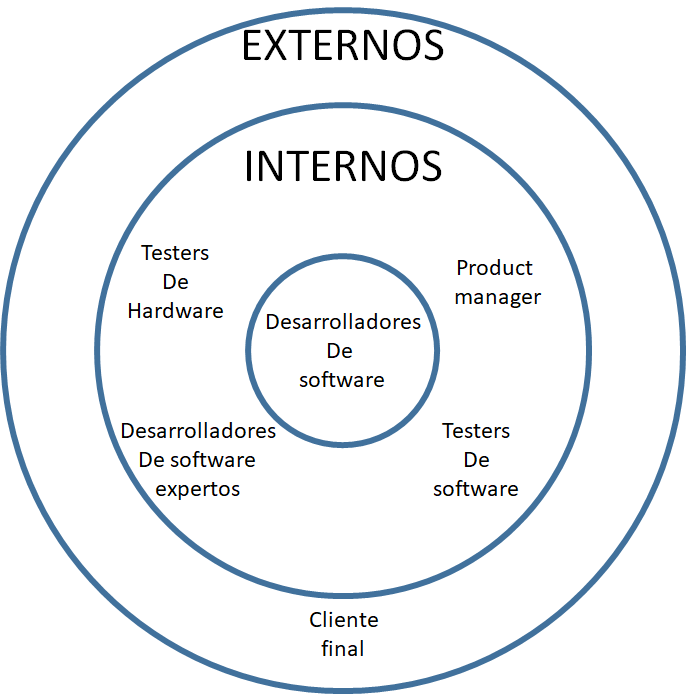 EXTERNOS
INTERNOS
Testers
De
Hardware
Product
manager
Desarrolladores
De
software
Desarrolladores
De software
expertos
Testers
De
software
Cliente
final